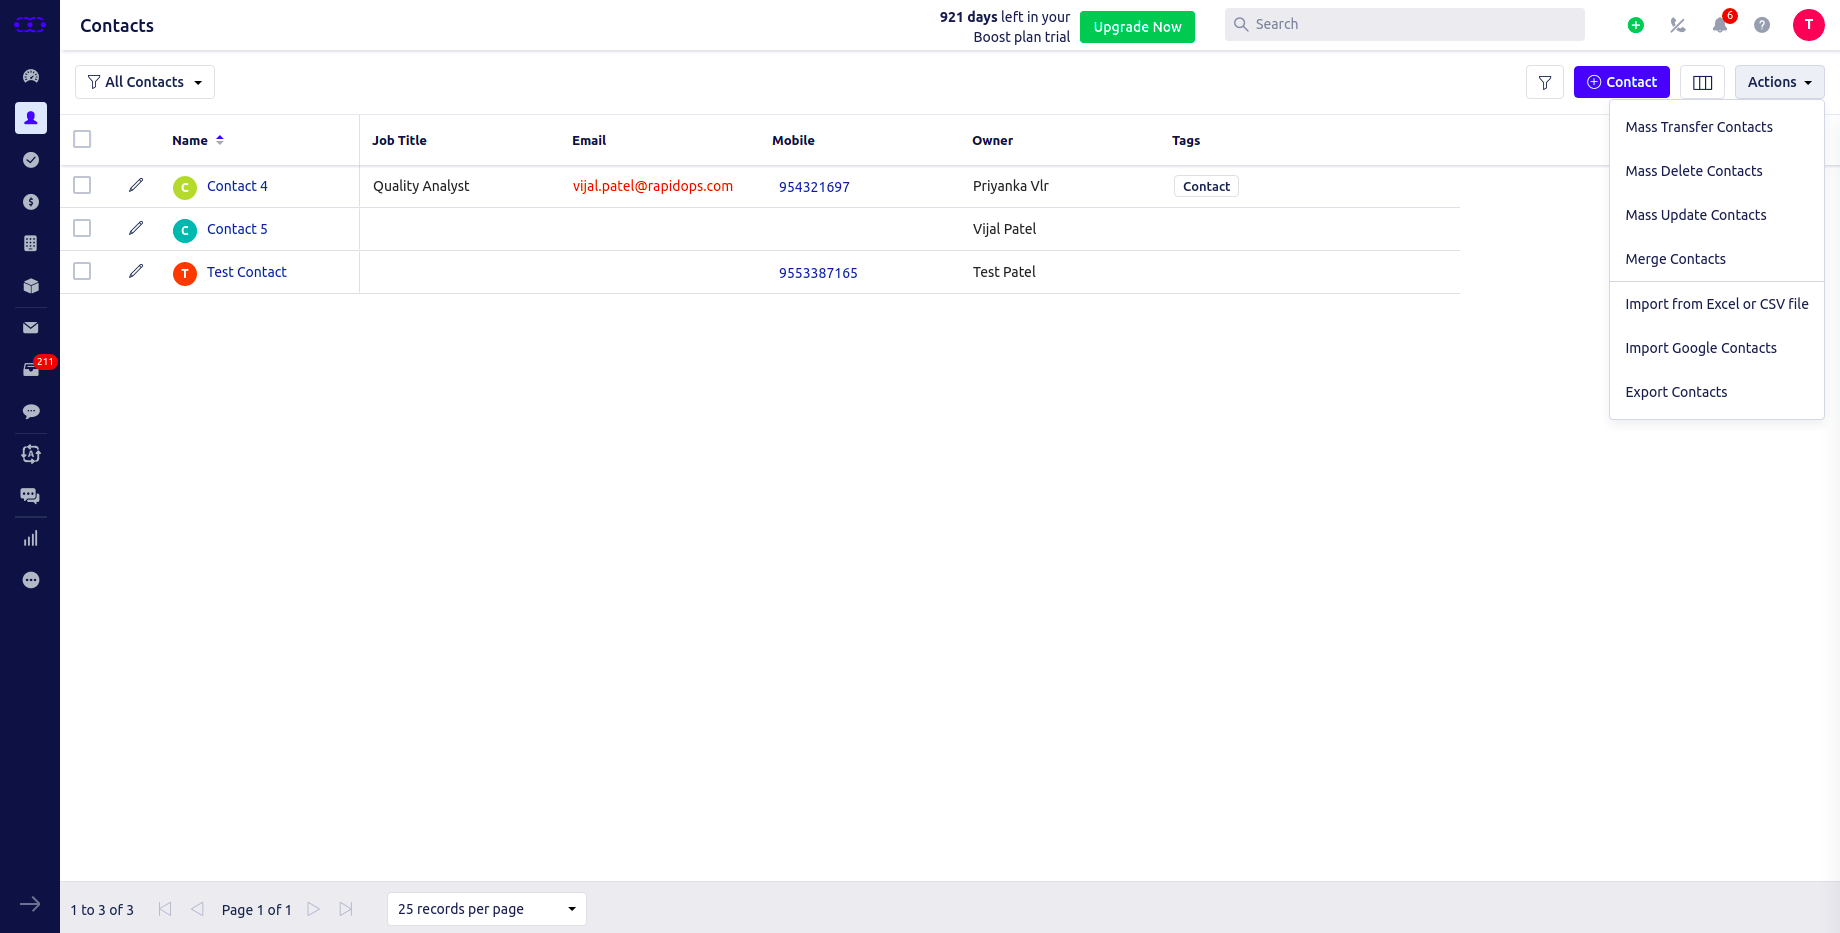 Contacts
921 days left in your
Boost plan trial
Upgrade Now
Search
6
T
All Contacts
Contact
Actions
Name
Job Title
Email
Mobile
Owner
Tags
C
Contact 4
Quality Analyst
vijal.patel@rapidops.com
954321697
Priyanka Vlr
Contact
C
Contact 5
Vijal Patel
T
Test Contact
9553387165
Test Patel
Mass Transfer Contacts
Mass Delete Contacts
Mass Update Contacts
Merge Contacts
Import from Excel or CSV file
Import Google Contacts
Export Contacts
211
1 to 3 of 3
Page 1 of 1
25 records per page